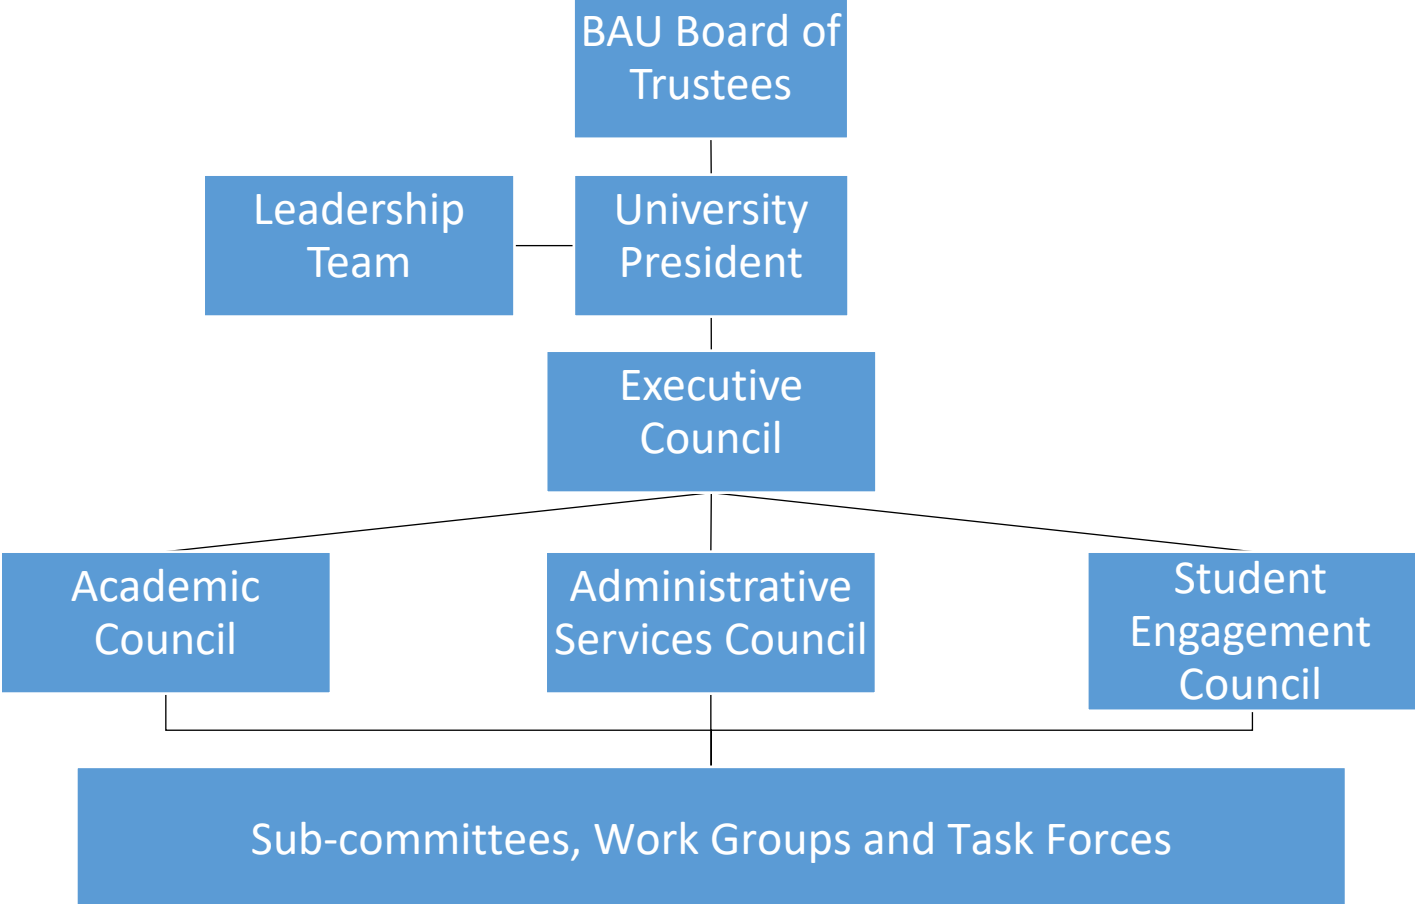 BAU Board of
Trustees
Leadership
Team
University
President
Executive
Council
Academic
Council
Administrative
Services Council
Student
Engagement
Council
Sub-committees, Work Groups and Task Forces